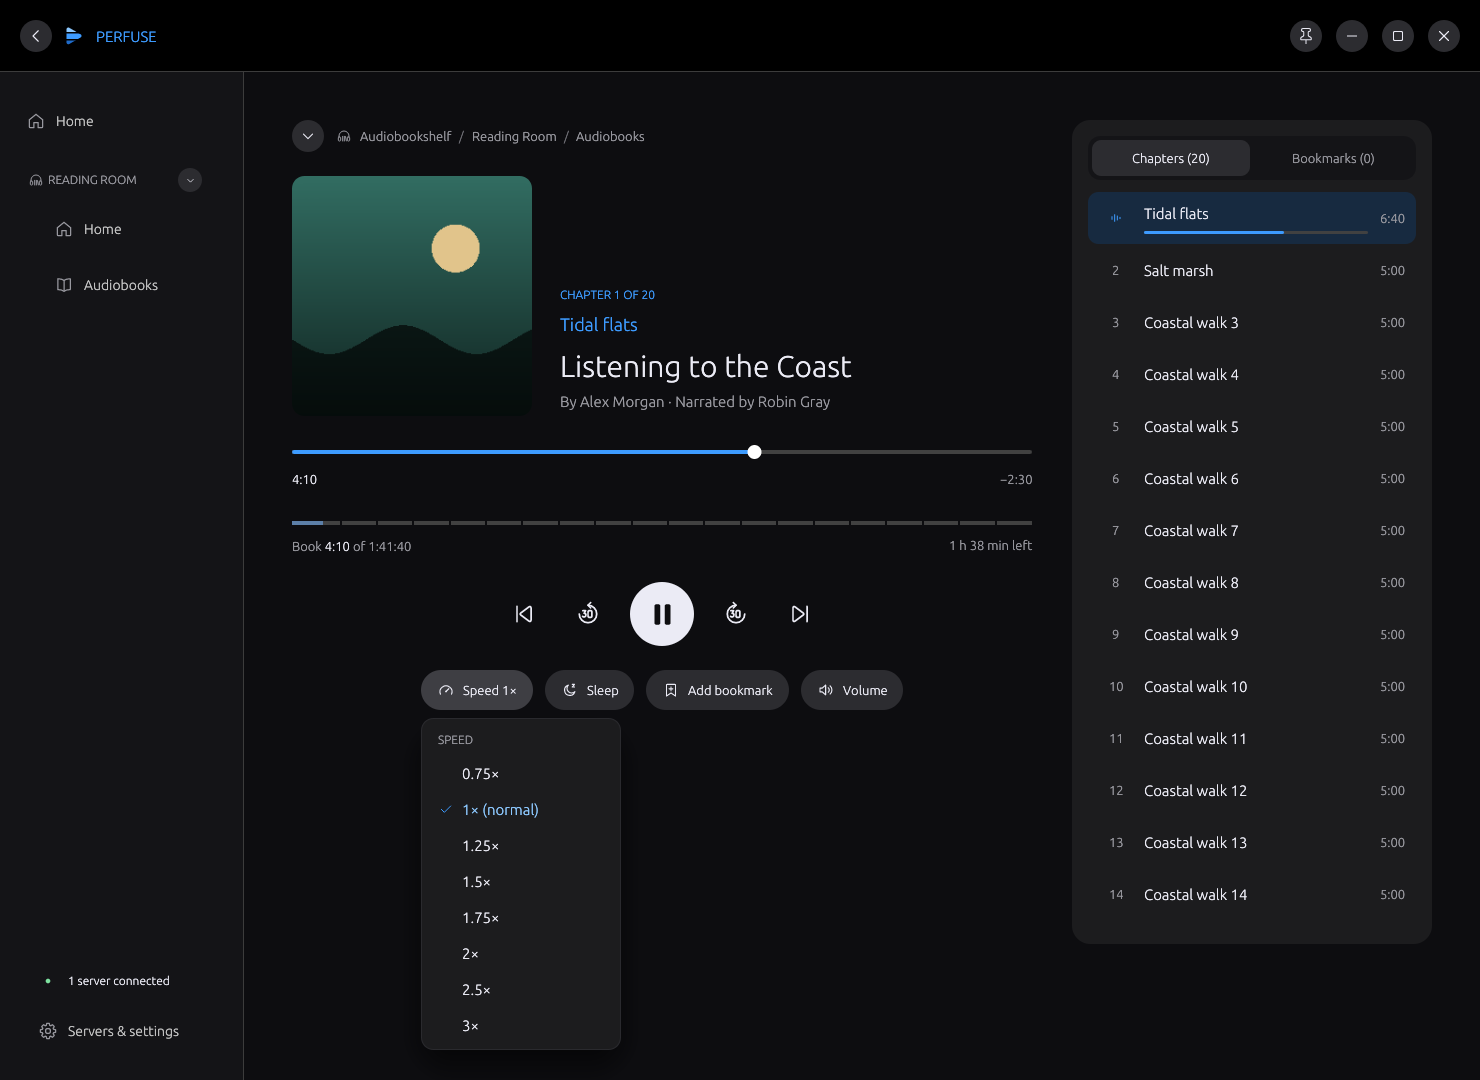 PERFUSE
Home
READING ROOM
Home
Audiobooks
1 server connected
Servers & settings
Audiobookshelf / Reading Room / Audiobooks
CHAPTER 1 OF 20
Tidal flats
Listening to the Coast
By Alex Morgan · Narrated by Robin Gray
4:10
−2:30
Book 4:10 of 1:41:40
1 h 38 min left
30
30
Speed 1×
Sleep
Add bookmark
Volume
SPEED
0.75×
1× (normal)
1.25×
1.5×
1.75×
2×
2.5×
3×
Chapters (20)
Bookmarks (0)
Tidal flats 6:40
2 Salt marsh 5:00
3 Coastal walk 3 5:00
4 Coastal walk 4 5:00
5 Coastal walk 5 5:00
6 Coastal walk 6 5:00
7 Coastal walk 7 5:00
8 Coastal walk 8 5:00
9 Coastal walk 9 5:00
10 Coastal walk 10 5:00
11 Coastal walk 11 5:00
12 Coastal walk 12 5:00
13 Coastal walk 13 5:00
14 Coastal walk 14 5:00